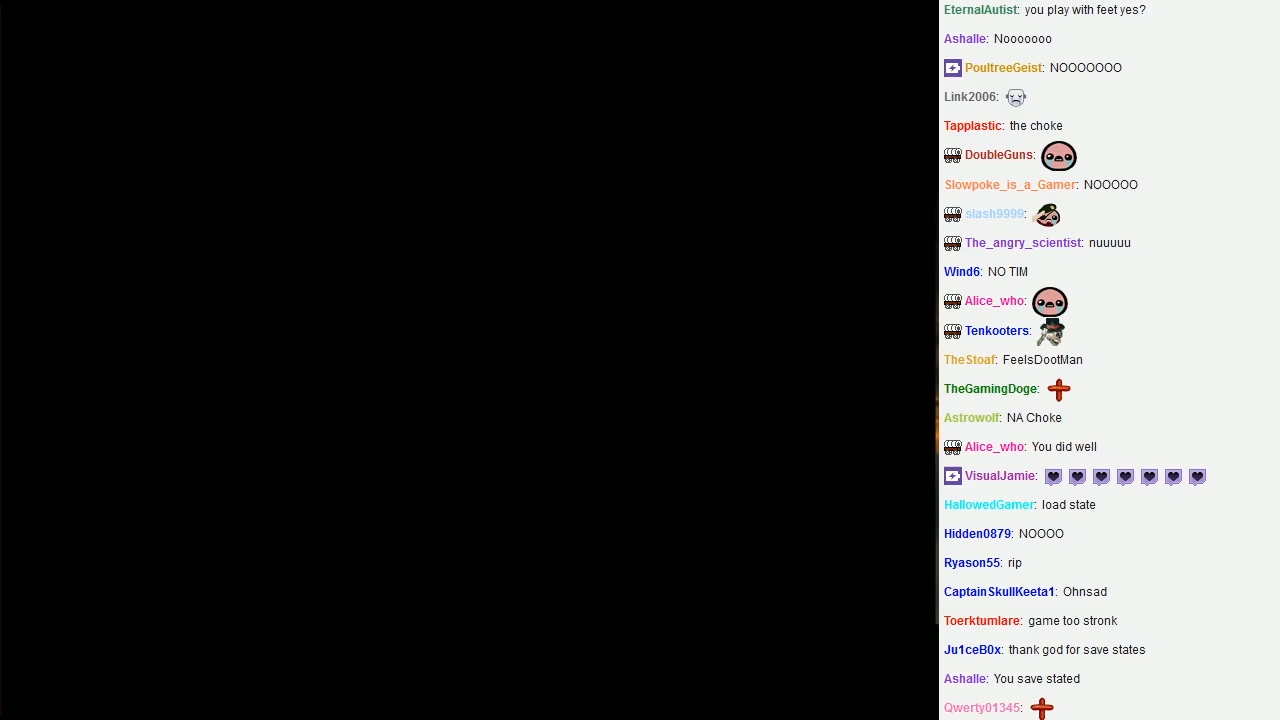 EternalAutist: you play with feet yes?
Ashalle: Nooooooo
PoultreeGeist: NOOOOOOO
Link2006:
Tapplastic: the choke
DoubleGuns:
Slowpoke_is_a_Gamer: NOOOOO
slash9999:
The_angry_scientist: nuuuuu
Wind6: NO TIM
Alice_who:
Tenkooters:
TheStoaf: FeelsDootMan
TheGamingDoge:
Astrowolf: NA Choke
Alice_who: You did well
VisualJamie:
HallowedGamer: load state
Hidden0879: NOOOO
Ryason55: rip
CaptainSkullKeeta1: Ohnsad
Toerktumlare: game too stronk
Ju1ceB0x: thank god for save states
Ashalle: You save stated
Qwerty01345: